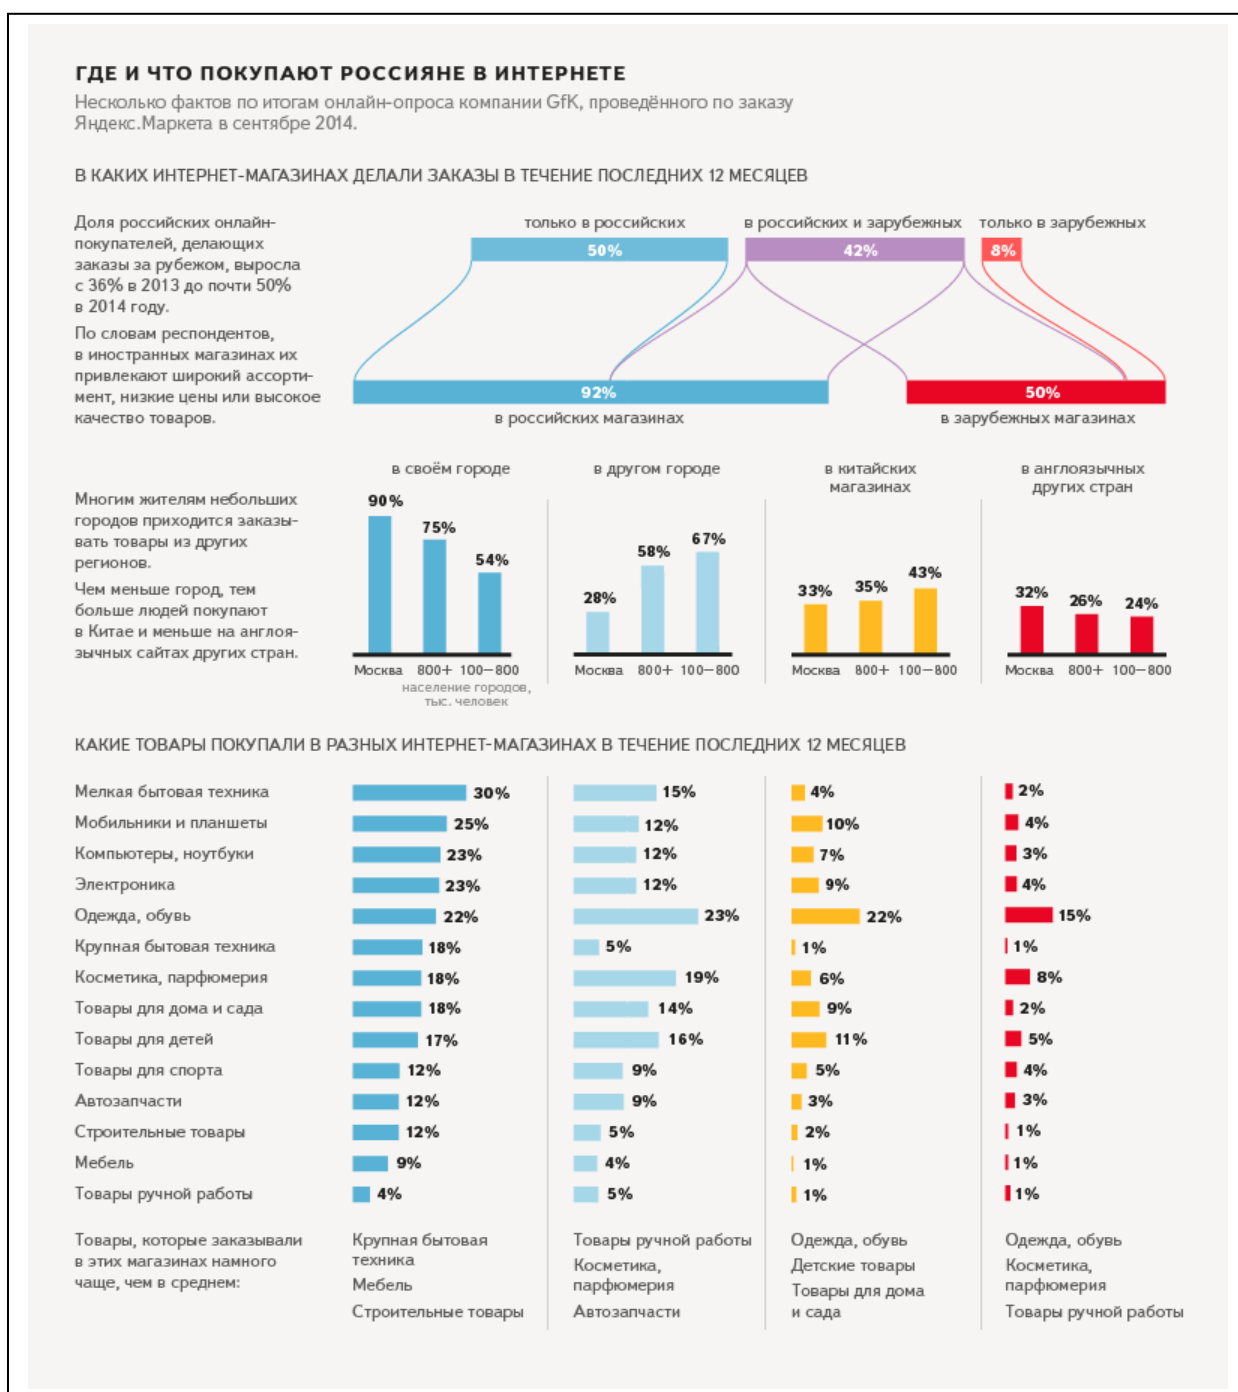 ГДЕ И ЧТО ПОКУПАЮТ РОССИЯНЕ В ИНТЕРНЕТЕ
Несколько фактов по итогам онлайн-опроса компании GfK, проведённого по заказу
Яндекс.Маркета в сентябре 2014.
В КАКИХ ИНТЕРНЕТ-МАГАЗИНАХ ДЕЛАЛИ ЗАКАЗЫ В ТЕЧЕНИЕ ПОСЛЕДНИХ 12 МЕСЯЦЕВ
Доля российских онлайн-
покупателей, делающих
заказы за рубежом, выросла
с 36% в 2013 до почти 50%
в 2014 году.
По словам респондентов,
в иностранных магазинах их
привлекают широкий ассорти-
мент, низкие цены или высокое
качество товаров.
только в российских
в российских и зарубежных
только в зарубежных
50%
42%
8%
92%
50%
в российских магазинах
в зарубежных магазинах
Многим жителям небольших
городов приходится заказы-
вать товары из других
регионов.
Чем меньше город, тем
больше людей покупают
в Китае и меньше на англоя-
зычных сайтах других стран.
в своём городе
90%
75%
54%
Москва 800+ 100–800
население городов,
тыс. человек
в другом городе
28%
58%
67%
Москва 800+ 100–800
в китайских
магазинах
33%
35%
43%
Москва 800+ 100–800
в англоязычных
других стран
32%
26%
24%
Москва 800+ 100–800
КАКИЕ ТОВАРЫ ПОКУПАЛИ В РАЗНЫХ ИНТЕРНЕТ-МАГАЗИНАХ В ТЕЧЕНИЕ ПОСЛЕДНИХ 12 МЕСЯЦЕВ
Мелкая бытовая техника 30% 15% 4% 2%
Мобильники и планшеты 25% 12% 10% 4%
Компьютеры, ноутбуки 23% 12% 7% 3%
Электроника 23% 12% 9% 4%
Одежда, обувь 22% 23% 22% 15%
Крупная бытовая техника 18% 5% 1% 1%
Косметика, парфюмерия 18% 19% 6% 8%
Товары для дома и сада 18% 14% 9% 2%
Товары для детей 17% 16% 11% 5%
Товары для спорта 12% 9% 5% 4%
Автозапчасти 12% 9% 3% 3%
Строительные товары 12% 5% 2% 1%
Мебель 9% 4% 1% 1%
Товары ручной работы 4% 5% 1% 1%
Товары, которые заказывали
в этих магазинах намного
чаще, чем в среднем:
Крупная бытовая
техника
Мебель
Строительные товары
Товары ручной работы
Косметика,
парфюмерия
Автозапчасти
Одежда, обувь
Детские товары
Товары для дома
и сада
Одежда, обувь
Косметика,
парфюмерия
Товары ручной работы